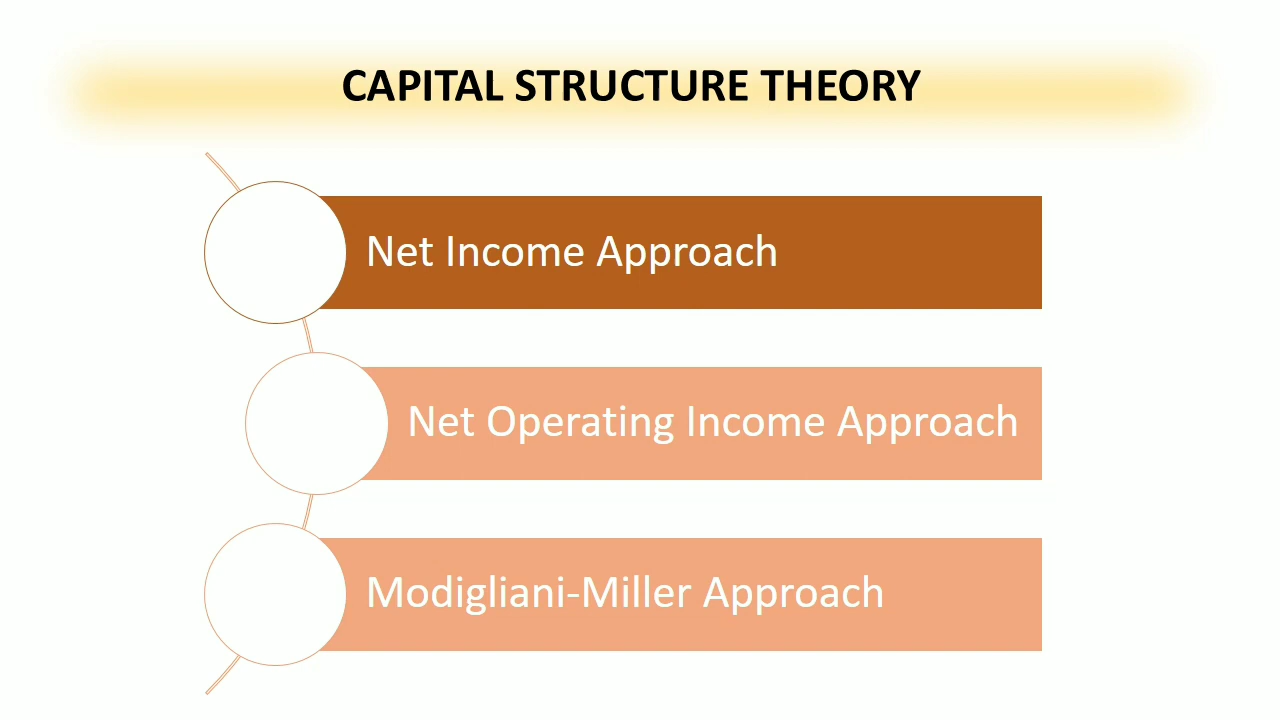 CAPITAL STRUCTURE THEORY
Net Income Approach
Net Operating Income Approach
Modigliani-Miller Approach